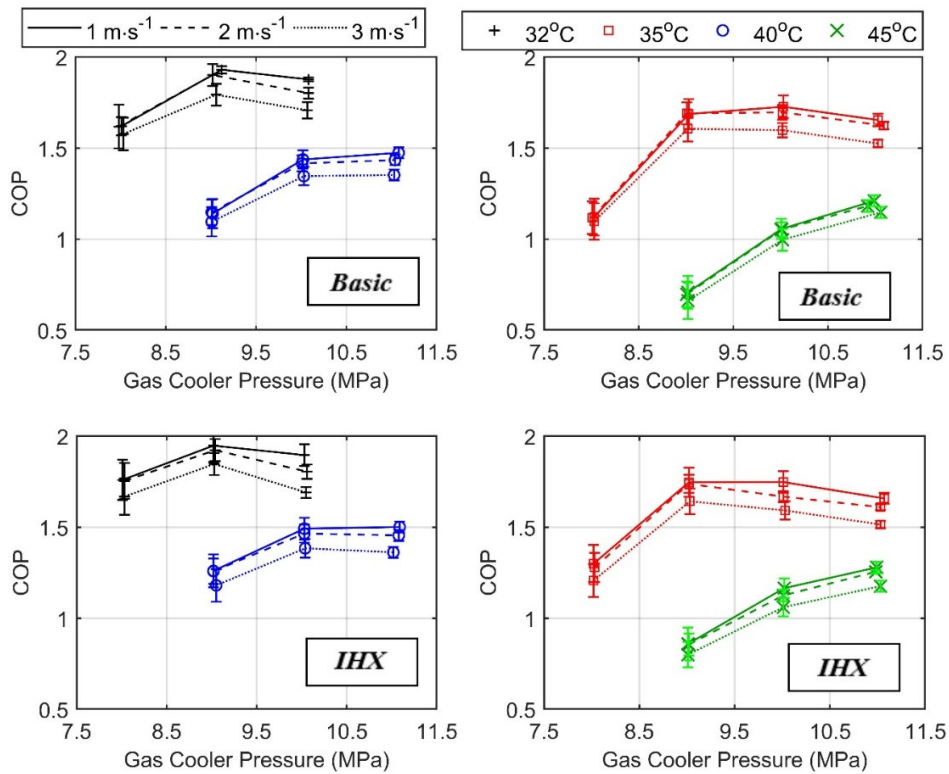 1 m·s⁻¹ 2 m·s⁻¹ 3 m·s⁻¹
32°C 35°C 40°C 45°C
2
1.5
1
0.5
COP
Basic
7.5 8.5 9.5 10.5 11.5
Gas Cooler Pressure (MPa)
2
1.5
1
0.5
COP
Basic
7.5 8.5 9.5 10.5 11.5
Gas Cooler Pressure (MPa)
2
1.5
1
0.5
COP
IHX
7.5 8.5 9.5 10.5 11.5
Gas Cooler Pressure (MPa)
2
1.5
1
0.5
COP
IHX
7.5 8.5 9.5 10.5 11.5
Gas Cooler Pressure (MPa)